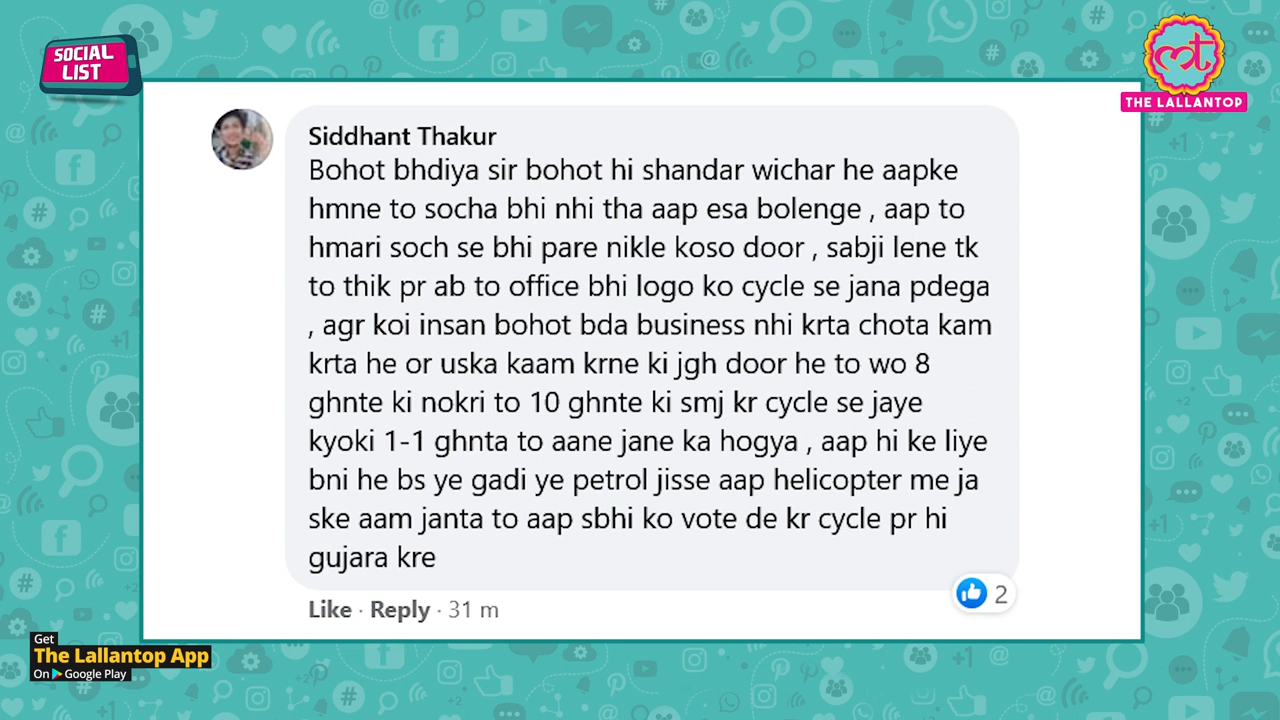 SOCIAL
LIST
THE LALLANTOP
Siddhant Thakur
Bohot bhdiya sir bohot hi shandar wichar he aapke
hmne to socha bhi nhi tha aap esa bolenge , aap to
hmari soch se bhi pare nikle koso door , sabji lene tk
to thik pr ab to office bhi logo ko cycle se jana pdega
, agr koi insan bohot bda business nhi krta chota kam
krta he or uska kaam krne ki jgh door he to wo 8
ghnte ki nokri to 10 ghnte ki smj kr cycle se jaye
kyoki 1-1 ghnta to aane jane ka hogya , aap hi ke liye
bni he bs ye gadi ye petrol jisse aap helicopter me ja
ske aam janta to aap sbhi ko vote de kr cycle pr hi
gujara kre
2
Like · Reply · 31 m
Get
The Lallantop App
On Google Play